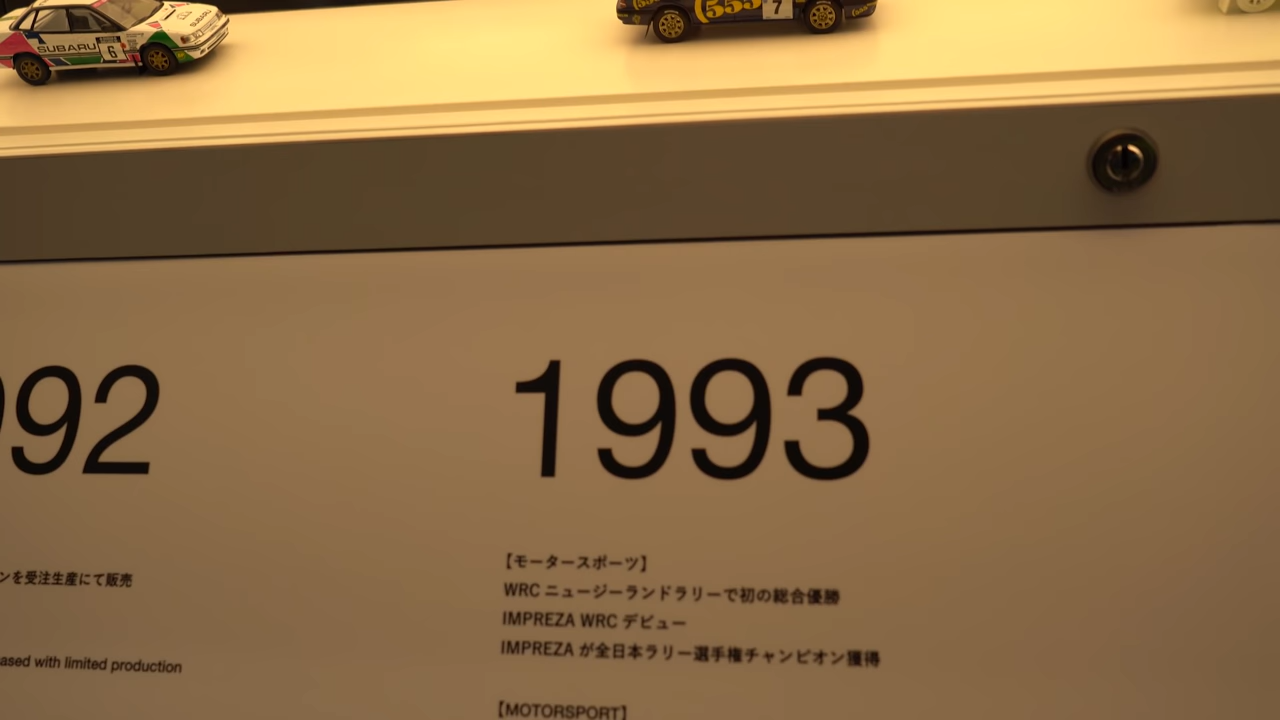 SUBARU
6
SUBARU
555
7
992
ンを受注生産にて販売
ased with limited production
1993
【モータースポーツ】
WRC ニュージーランドラリーで初の総合優勝
IMPREZA WRC デビュー
IMPREZA が全日本ラリー選手権チャンピオン獲得
【MOTORSPORT】